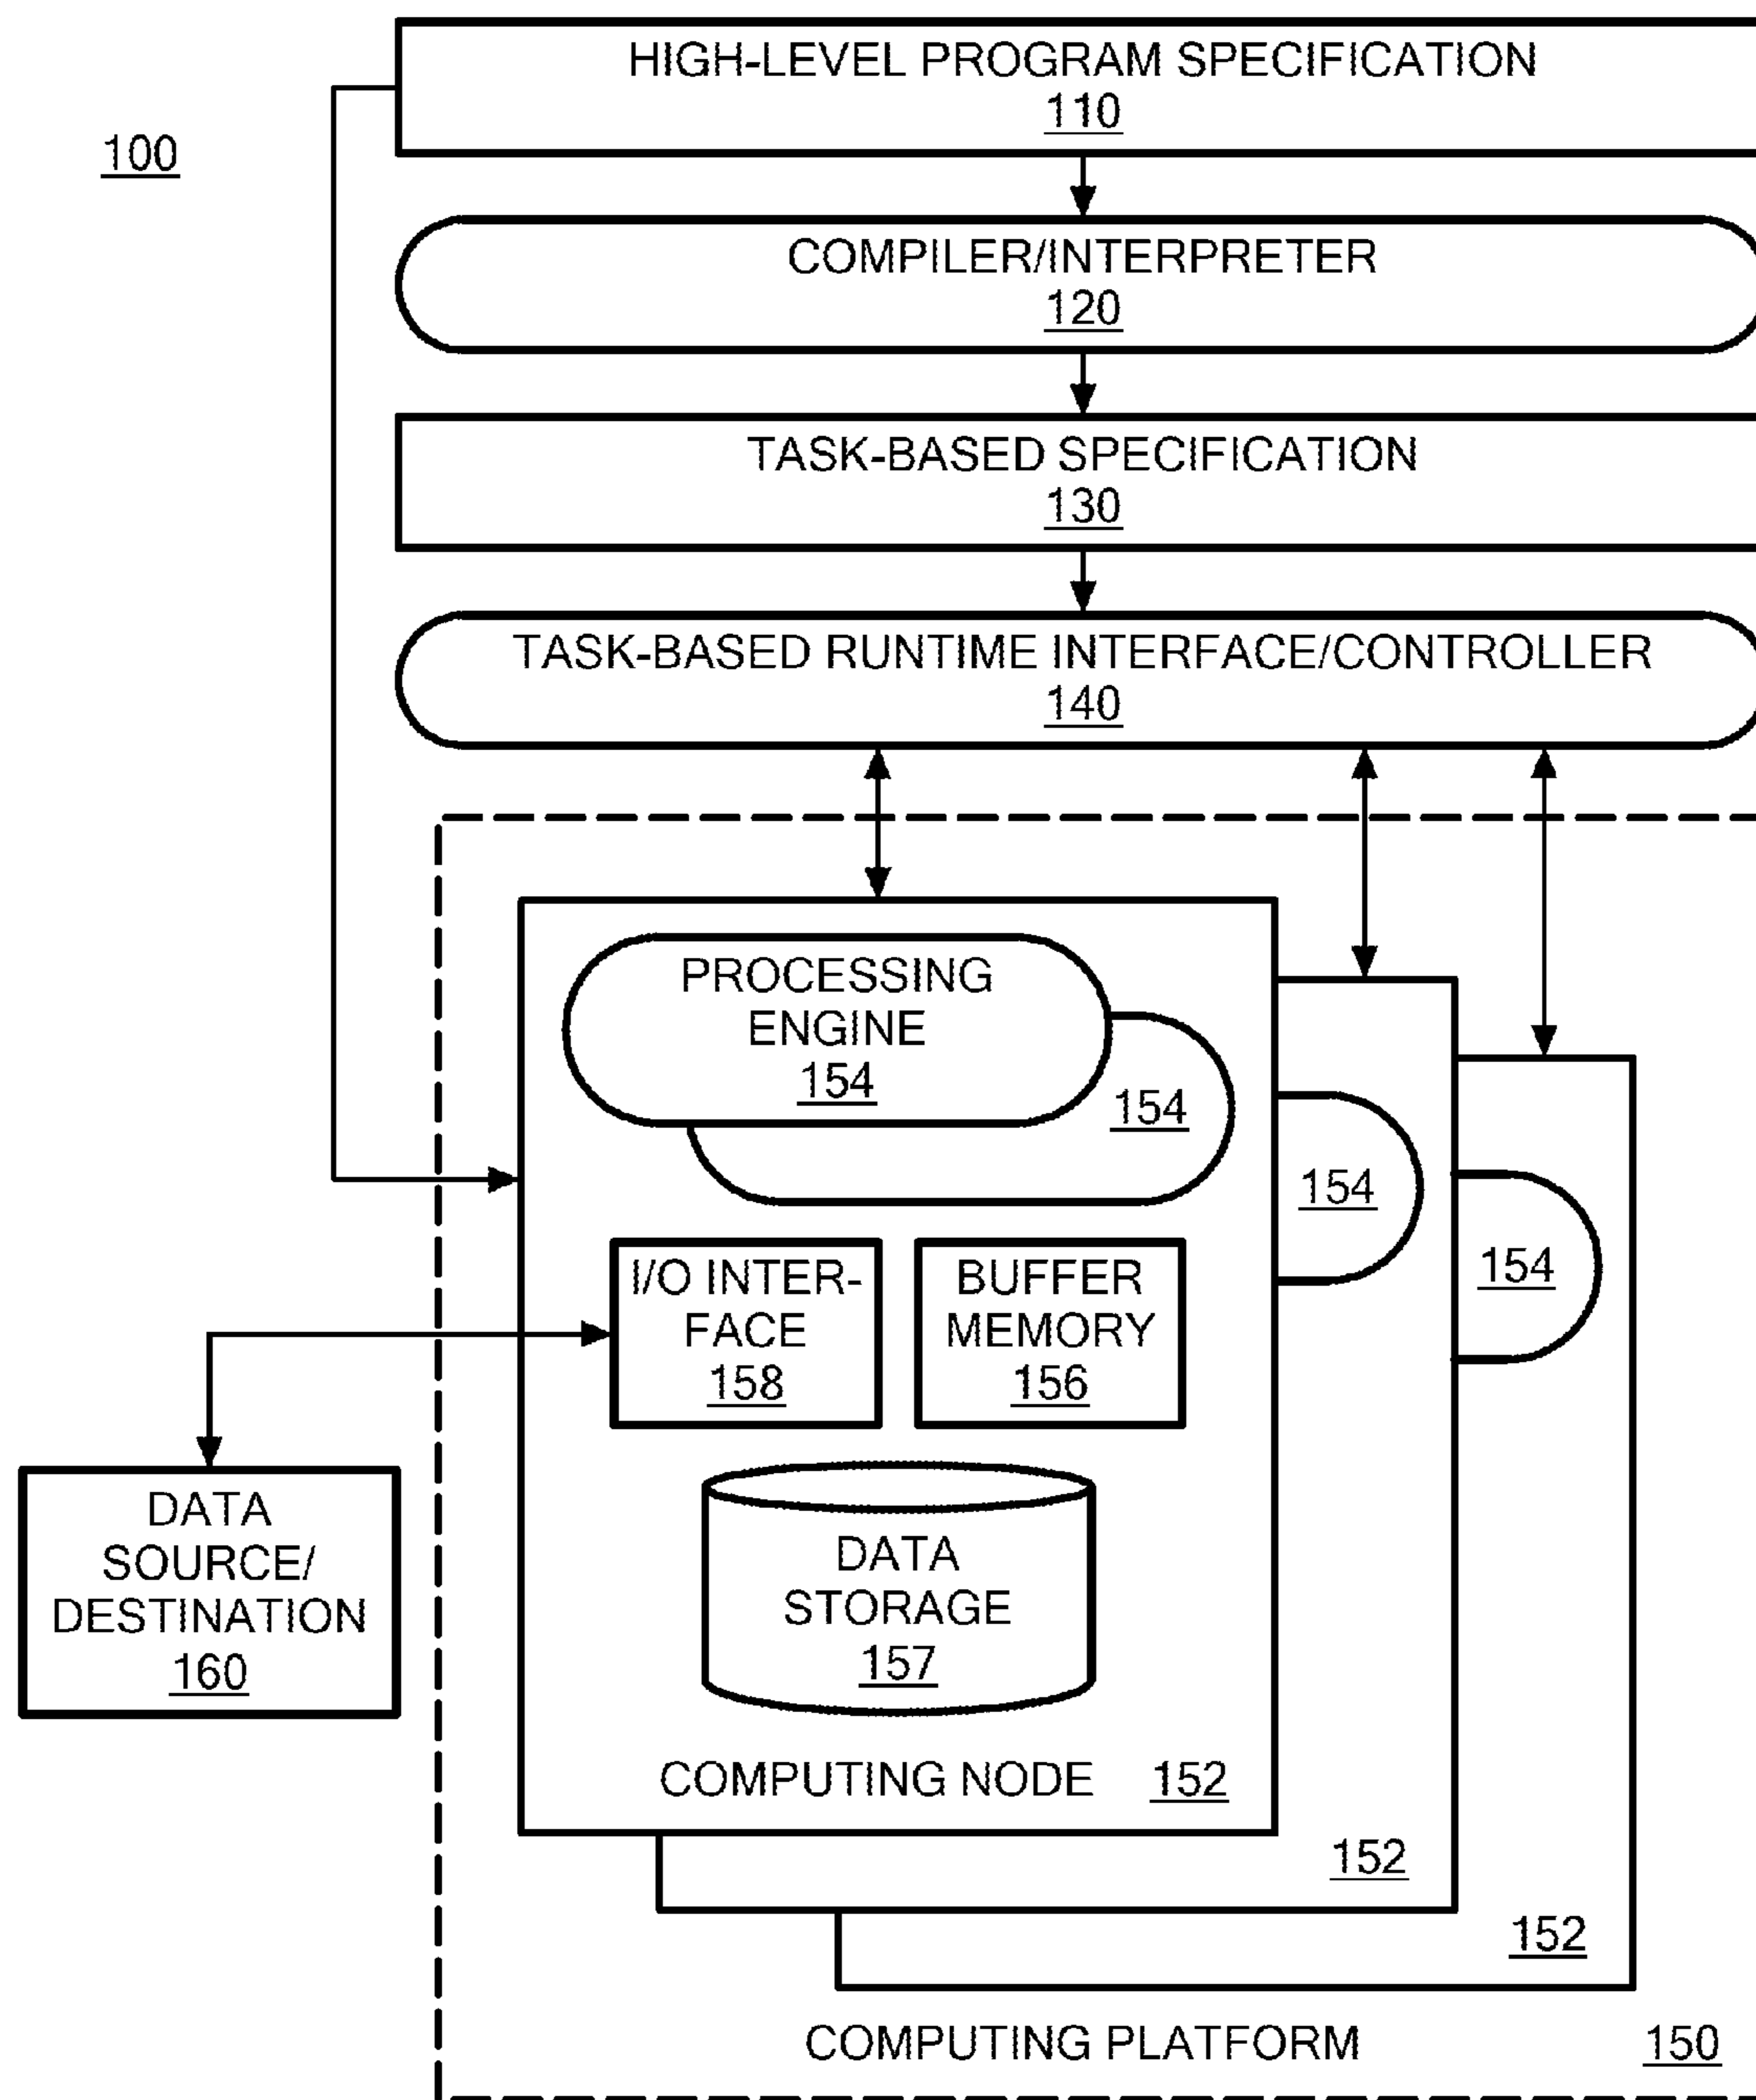 HIGH-LEVEL PROGRAM SPECIFICATION
110
100
COMPILER/INTERPRETER
120
TASK-BASED SPECIFICATION
130
TASK-BASED RUNTIME INTERFACE/CONTROLLER
140
PROCESSING
ENGINE
154
154
154
154
I/O INTER-
FACE
158
BUFFER
MEMORY
156
DATA
SOURCE/
DESTINATION
160
DATA
STORAGE
157
COMPUTING NODE 152
152
152
COMPUTING PLATFORM 150